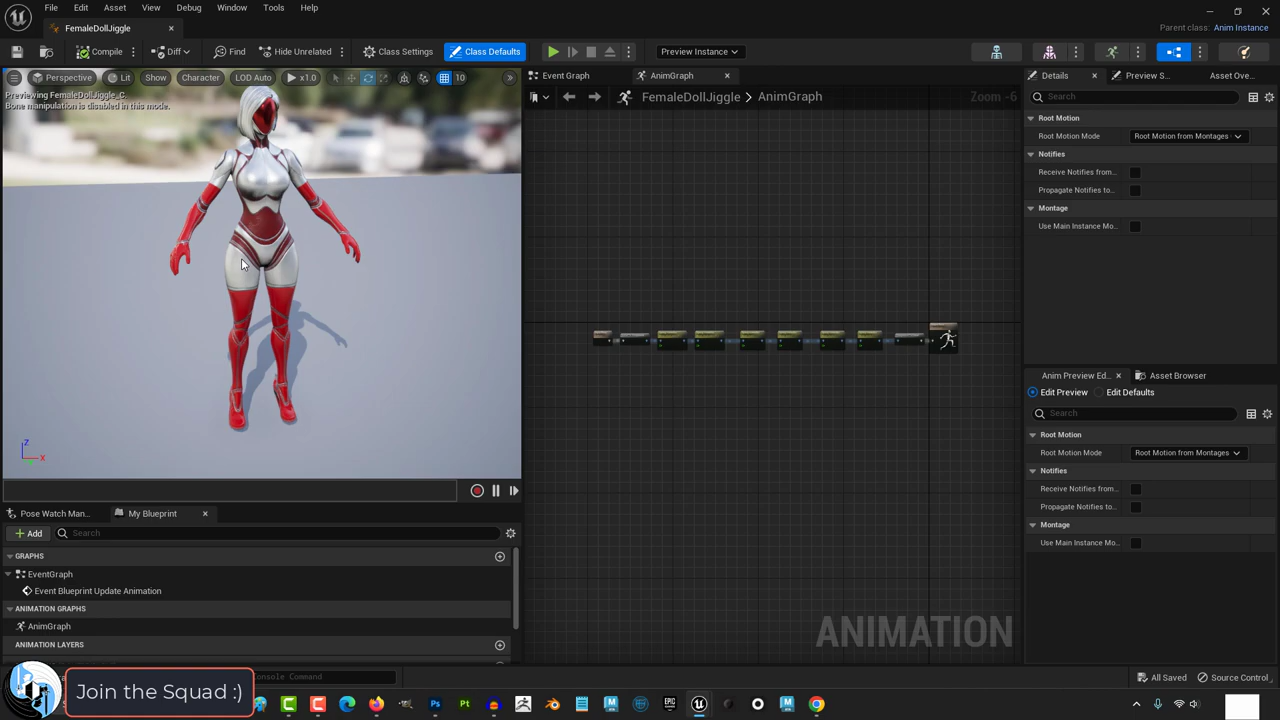 File Edit Asset View Debug Window Tools Help
FemaleDollJiggle
Parent class: Anim Instance
Compile Diff Find Hide Unrelated Class Settings Class Defaults Preview Instance
Perspective Lit Show Character LOD Auto x1.0 10
Previewing FemaleDollJiggle_C.
Bone manipulation is disabled in this mode.
Z
X
Event Graph AnimGraph
FemaleDollJiggle > AnimGraph Zoom -6
ANIMATION
Details Preview S... Asset Ove...
Search
Root Motion
Root Motion Mode Root Motion from Montages
Notifies
Receive Notifies from...
Propagate Notifies to...
Montage
Use Main Instance Mo...
Anim Preview Ed... Asset Browser
Edit Preview Edit Defaults
Search
Root Motion
Root Motion Mode Root Motion from Montages
Notifies
Receive Notifies from...
Propagate Notifies to...
Montage
Use Main Instance Mo...
Pose Watch Man... My Blueprint
Add Search
GRAPHS
EventGraph
Event Blueprint Update Animation
ANIMATION GRAPHS
AnimGraph
ANIMATION LAYERS
Console Command
All Saved Source Control
Join the Squad :)